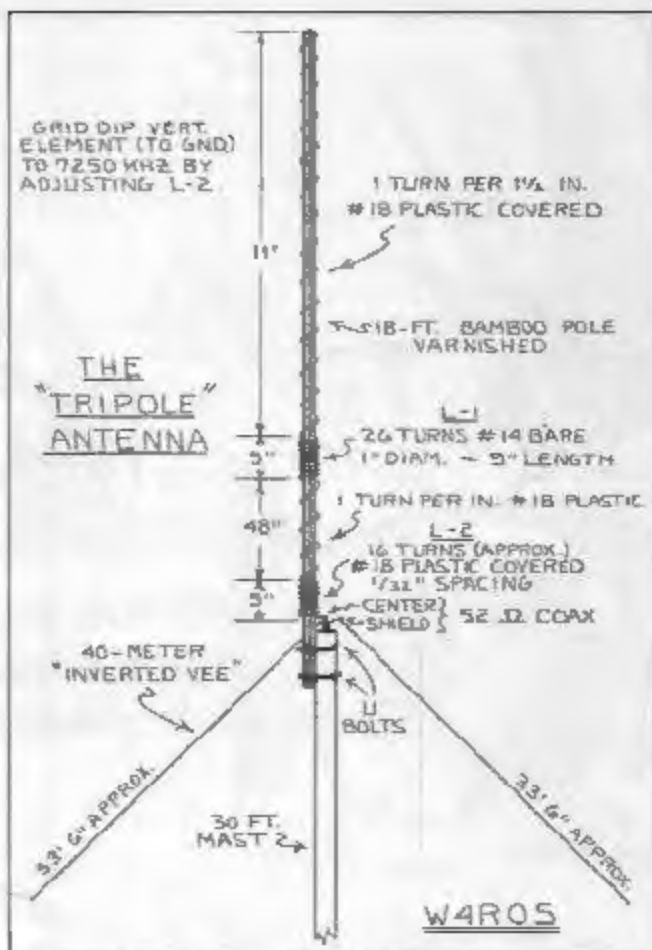 GRID DIP VERT.
ELEMENT (TO GND)
TO 7250 KHZ BY
ADJUSTING L-2
11'
1 TURN PER 1½ IN.
#18 PLASTIC COVERED
18-FT. BAMBOO POLE
VARNISHED
THE
"TRIPOLE"
ANTENNA
L-1
26 TURNS #14 BARE
1" DIAM. — 5" LENGTH
5"
48"
1 TURN PER IN. #18 PLASTIC
L-2
16 TURNS (APPROX.)
#18 PLASTIC COVERED
1/32" SPACING
5"
CENTER
SHIELD
52 Ω COAX
40-METER
"INVERTED VEE"
U
BOLTS
33' 6" APPROX.
33' 6" APPROX.
30 FT.
MAST
W4ROS